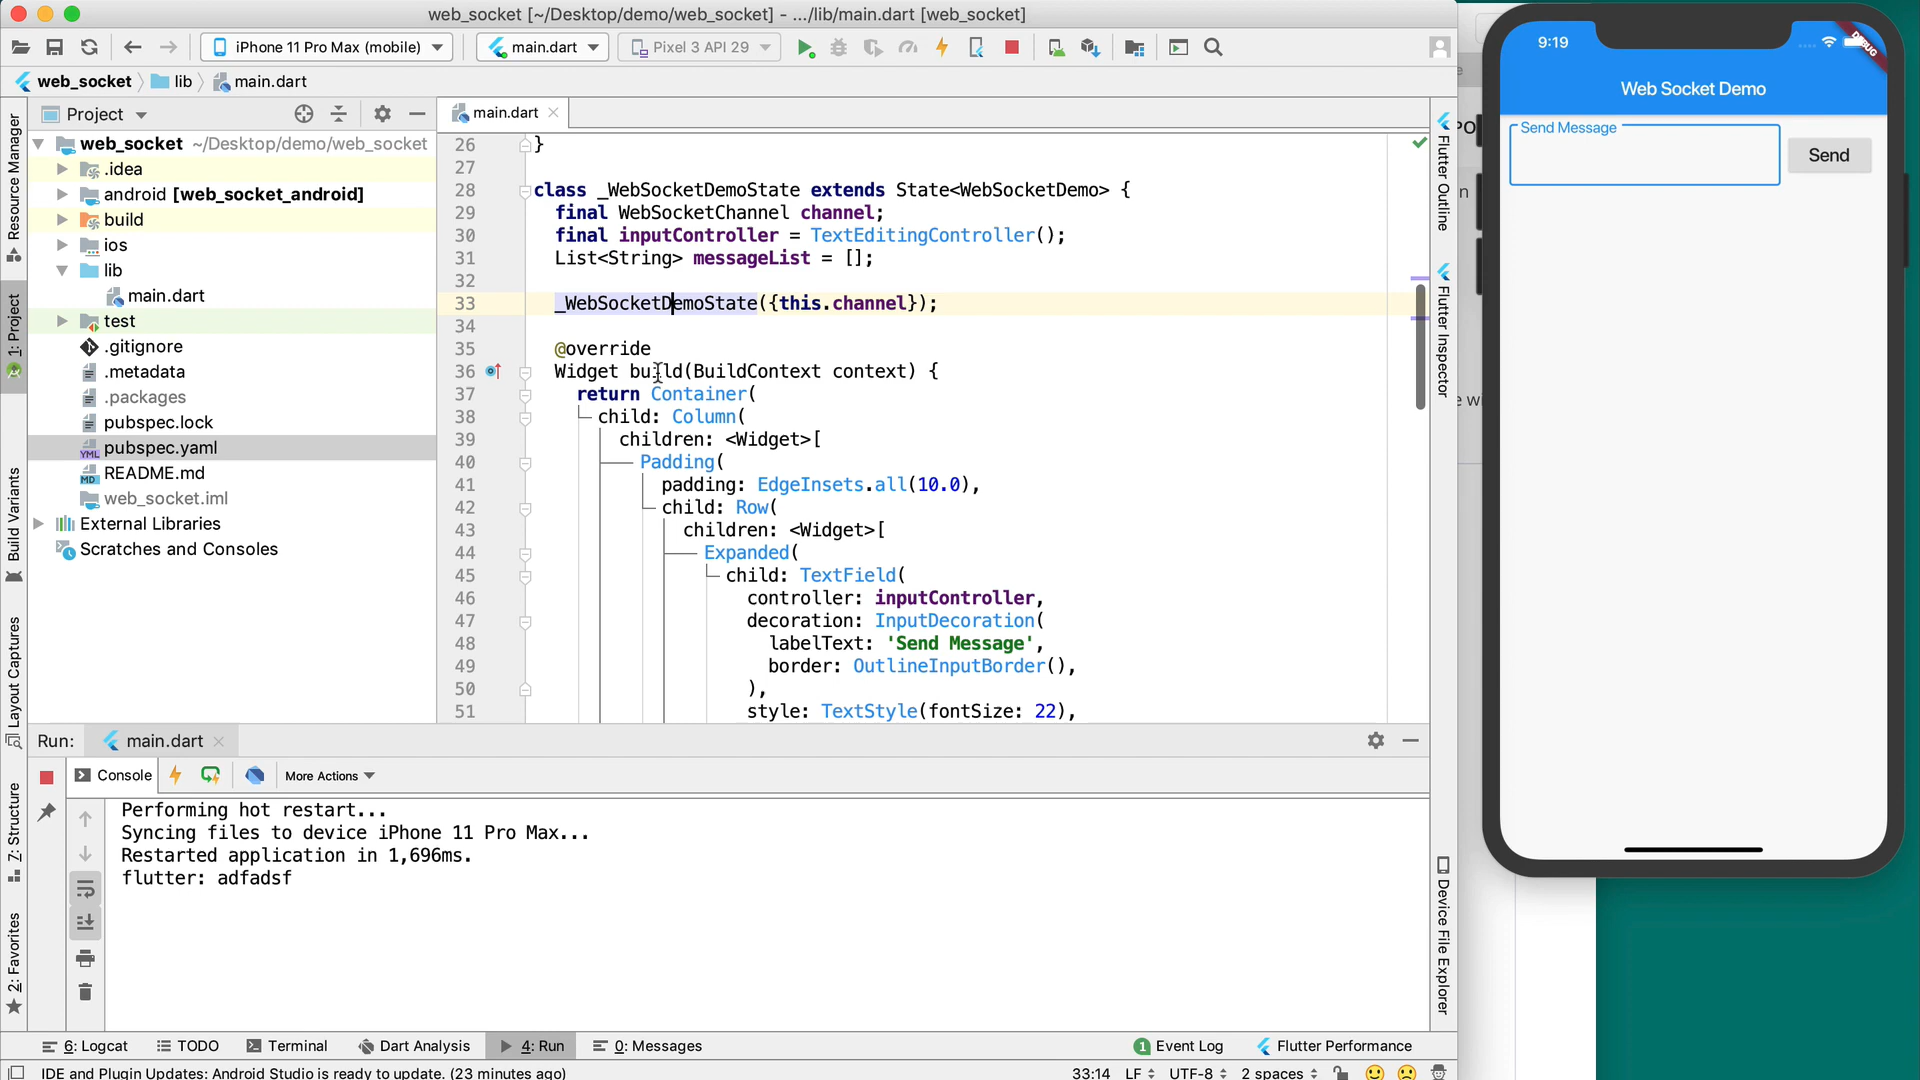 web_socket [~/Desktop/demo/web_socket] - .../lib/main.dart [web_socket]
iPhone 11 Pro Max (mobile)
main.dart
Pixel 3 API 29
web_socket
lib
main.dart
Project
main.dart
Resource Manager
1: Project
Build Variants
Layout Captures
7: Structure
2: Favorites
web_socket ~/Desktop/demo/web_socket
.idea
android [web_socket_android]
build
ios
lib
main.dart
test
.gitignore
.metadata
.packages
pubspec.lock
pubspec.yaml
README.md
web_socket.iml
External Libraries
Scratches and Consoles
26 }
27
28 class _WebSocketDemoState extends State<WebSocketDemo> {
29 final WebSocketChannel channel;
30 final inputController = TextEditingController();
31 List<String> messageList = [];
32
33 _WebSocketDemoState({this.channel});
34
35 @override
36 Widget build(BuildContext context) {
37 return Container(
38 child: Column(
39 children: <Widget>[
40 Padding(
41 padding: EdgeInsets.all(10.0),
42 child: Row(
43 children: <Widget>[
44 Expanded(
45 child: TextField(
46 controller: inputController,
47 decoration: InputDecoration(
48 labelText: 'Send Message',
49 border: OutlineInputBorder(),
50 ),
51 style: TextStyle(fontSize: 22),
Flutter Outline
Flutter Inspector
Device File Explorer
Run:
main.dart
Console
More Actions
Performing hot restart...
Syncing files to device iPhone 11 Pro Max...
Restarted application in 1,696ms.
flutter: adfadsf
6: Logcat
TODO
Terminal
Dart Analysis
4: Run
0: Messages
1 Event Log
Flutter Performance
IDE and Plugin Updates: Android Studio is ready to update. (23 minutes ago)
33:14
LF
UTF-8
2 spaces
9:19
DEBUG
Web Socket Demo
Send Message
Send